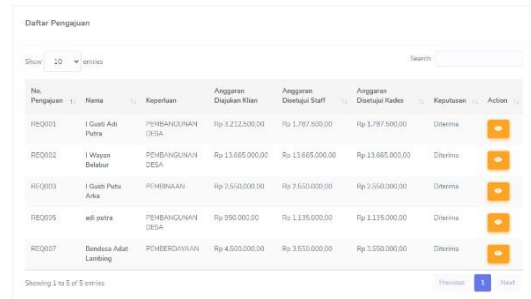 Daftar Pengajuan
Show 10 entries Search:
No. Pengajuan Nama Keperluan Anggaran Diajukan Klian Anggaran Disetujui Staff Anggaran Disetujui Kades Keputusan Action
REQ001 I Gusti Adi Putra PEMBANGUNAN DESA Rp 3.212.500,00 Rp 1.787.500,00 Rp 1.787.500,00 Diterima
REQ002 I Wayan Belabur PEMBANGUNAN DESA Rp 13.665.000,00 Rp 13.665.000,00 Rp 13.665.000,00 Diterima
REQ003 I Gusti Putu Arka PEMBINAAN Rp 2.550.000,00 Rp 2.550.000,00 Rp 2.550.000,00 Diterima
REQ005 adi putra PEMBANGUNAN DESA Rp 950.000,00 Rp 1.135.000,00 Rp 1.135.000,00 Diterima
REQ007 Bendesa Adat Lambing PEMBERDAYAAN Rp 4.500.000,00 Rp 3.550.000,00 Rp 3.550.000,00 Diterima
Showing 1 to 5 of 5 entries Previous 1 Next